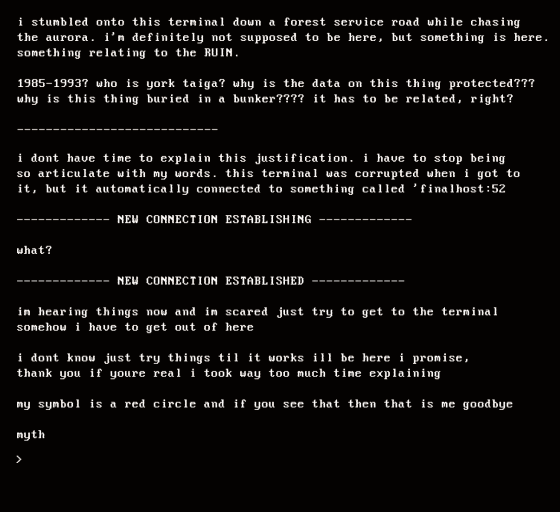 i stumbled onto this terminal down a forest service road while chasing
the aurora. i'm definitely not supposed to be here, but something is here.
something relating to the RUIN.
1985-1993? who is york taiga? why is the data on this thing protected???
why is this thing buried in a bunker???? it has to be related, right?
----------------------------
i dont have time to explain this justification. i have to stop being
so articulate with my words. this terminal was corrupted when i got to
it, but it automatically connected to something called 'finalhost:52
------------- NEW CONNECTION ESTABLISHING -------------
what?
------------- NEW CONNECTION ESTABLISHED -------------
im hearing things now and im scared just try to get to the terminal
somehow i have to get out of here
i dont know just try things til it works ill be here i promise,
thank you if youre real i took way too much time explaining
my symbol is a red circle and if you see that then that is me goodbye
myth
>